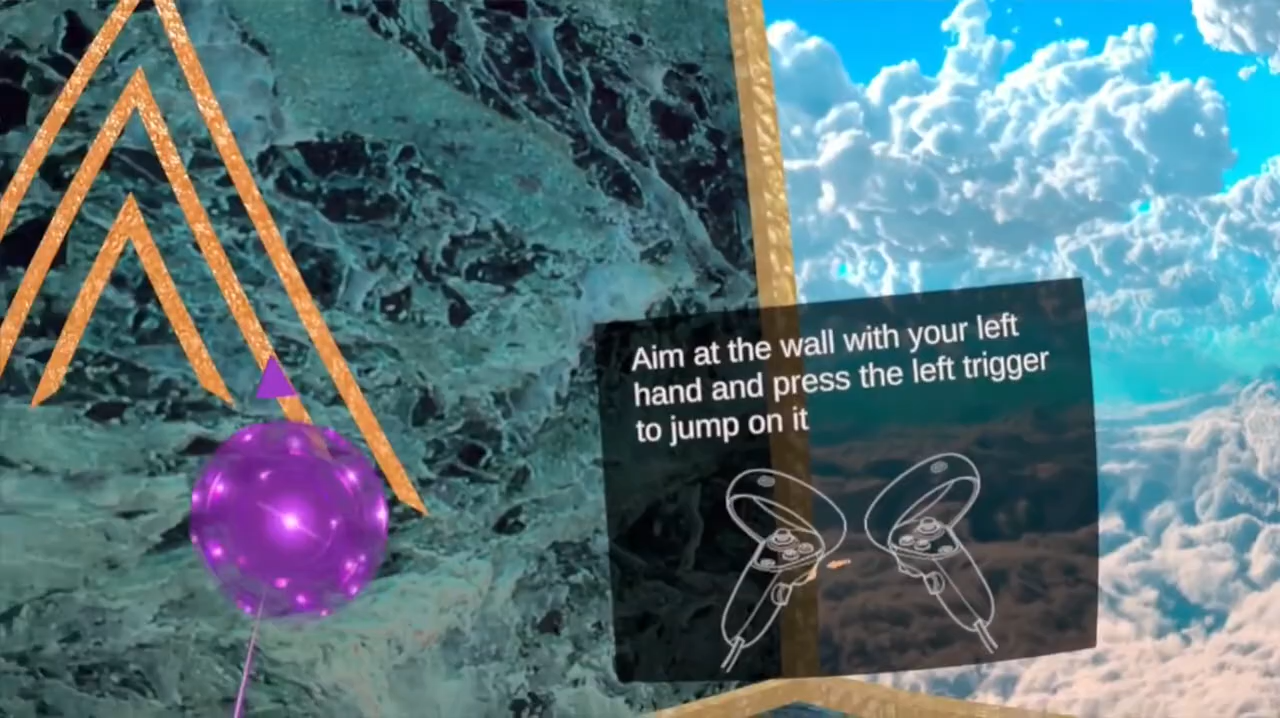 Aim at the wall with your left
hand and press the left trigger
to jump on it